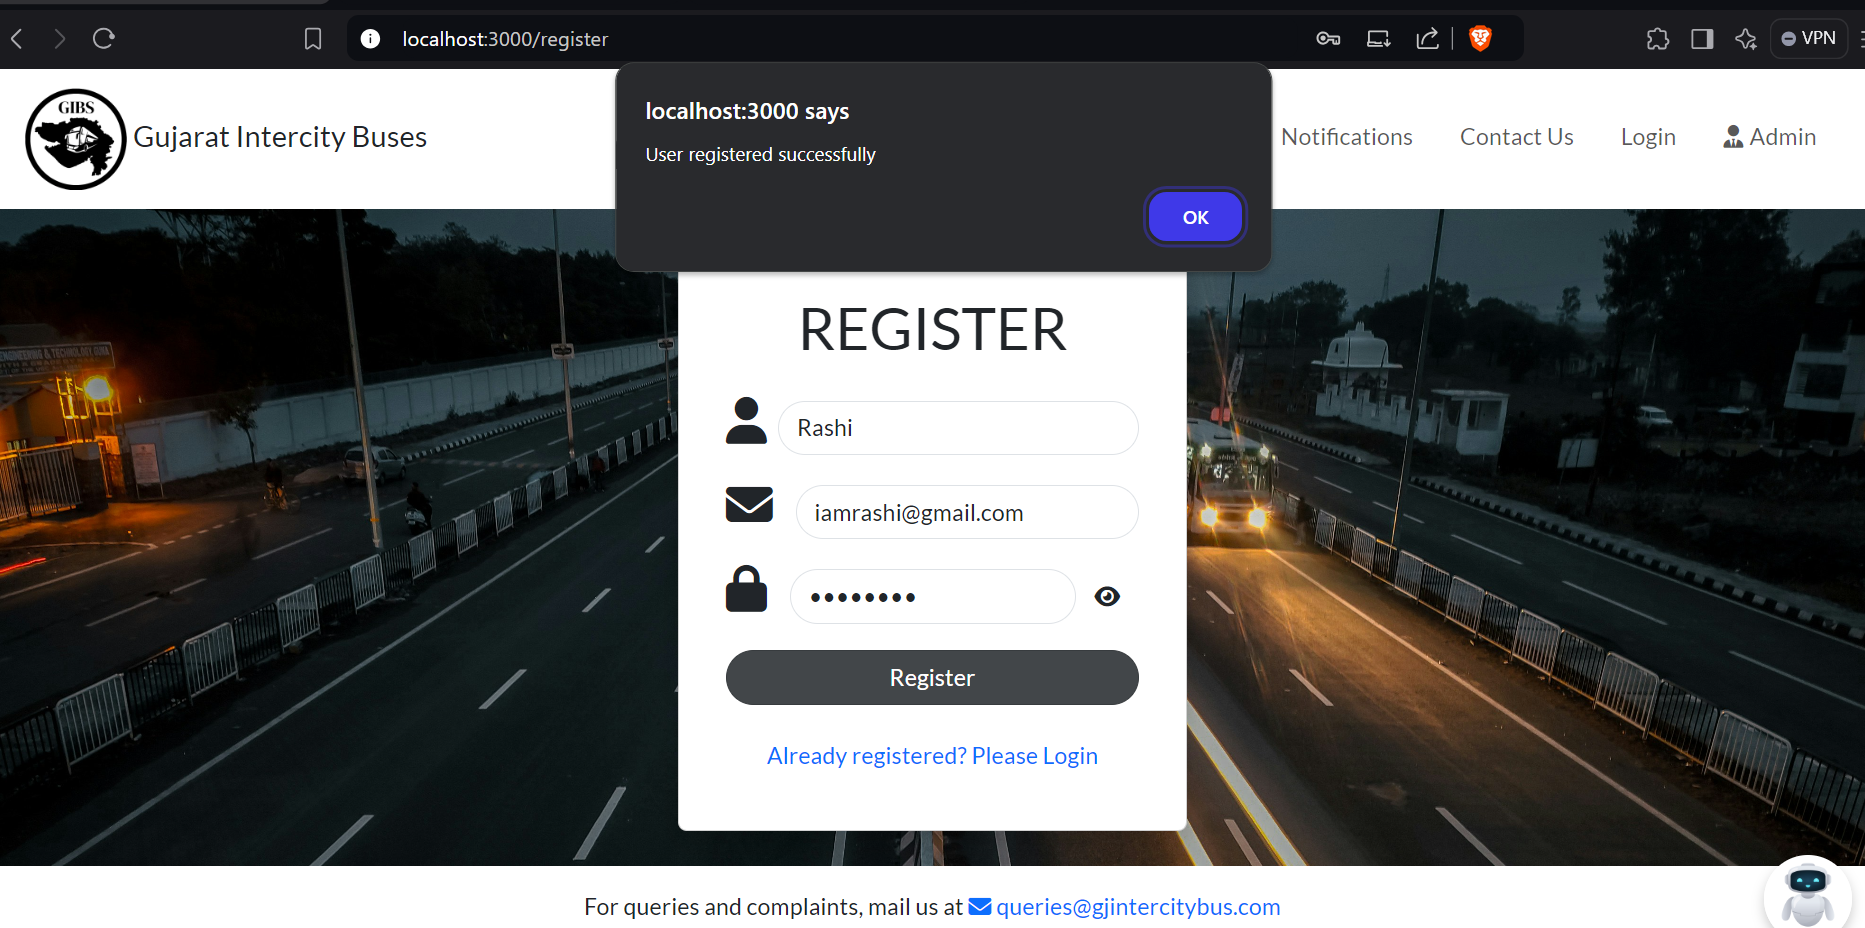 localhost:3000/register
VPN
localhost:3000 says
User registered successfully
OK
GIBS
Gujarat Intercity Buses
Notifications
Contact Us
Login
Admin
REGISTER
Rashi
iamrashi@gmail.com
••••••••
Register
Already registered? Please Login
For queries and complaints, mail us at queries@gjintercitybus.com